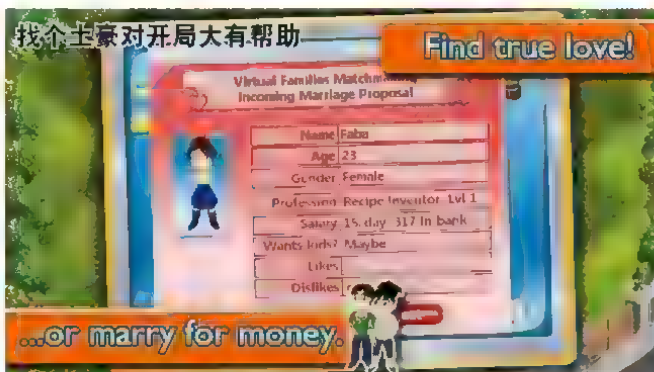 找个土豪对开局大有帮助
Find true love!
Virtual Families
Incoming Marriage Proposal
Name Fabu
Age 23
Gender Female
Profession Recipe Inventor Lvl 1
Salary 15. day 317 In bank
Wants kids? Maybe
Likes
Dislikes
...or marry for money.